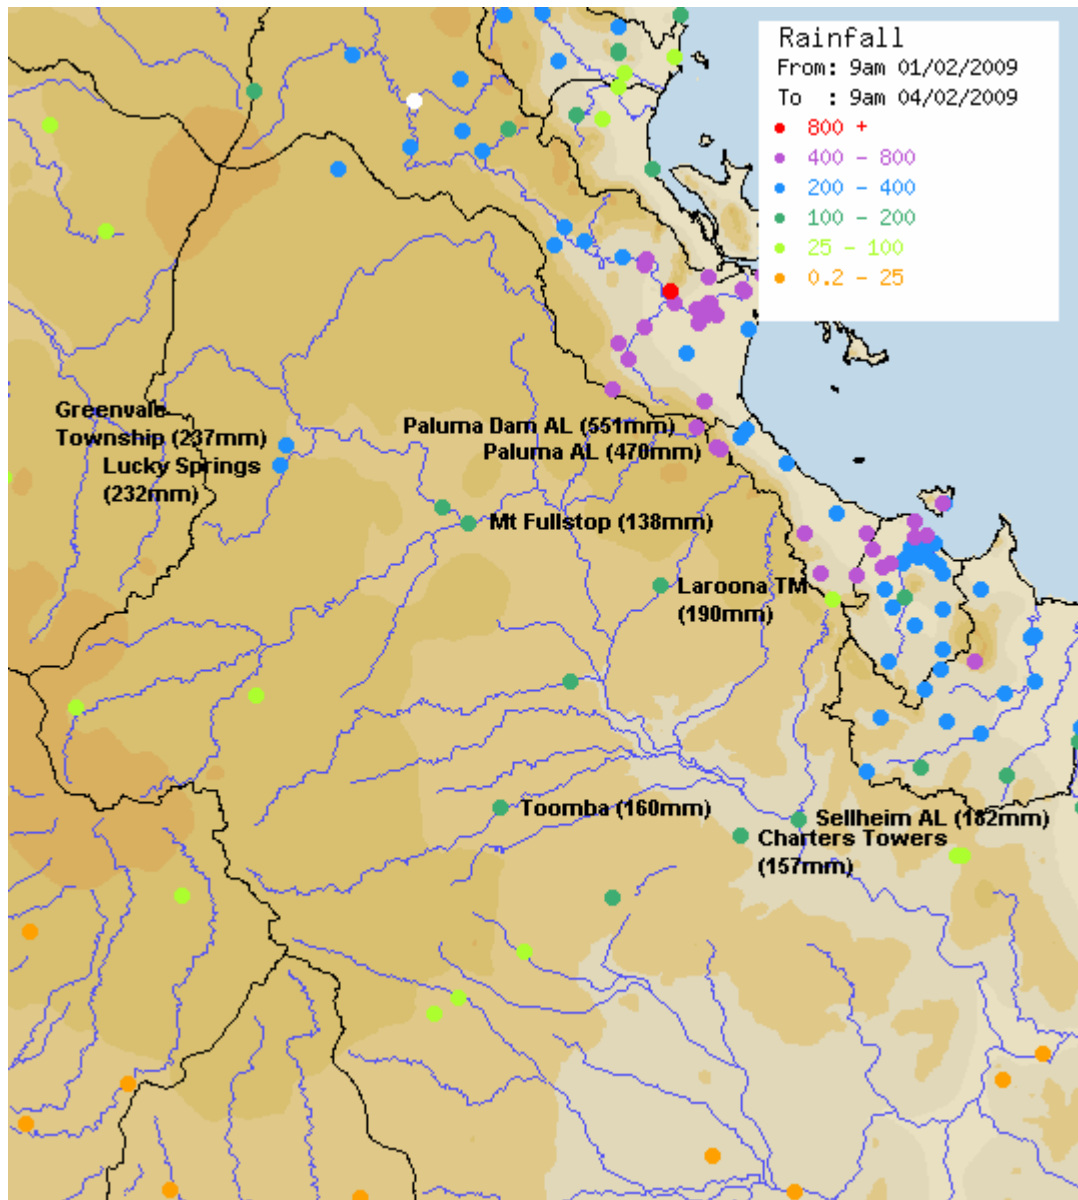 Rainfall
From: 9am 01/02/2009
To : 9am 04/02/2009
800 +
400 - 800
200 - 400
100 - 200
25 - 100
0.2 - 25
Greenvale
Township (237mm)
Lucky Springs
(232mm)
Paluma Dam AL (551mm)
Paluma AL (470mm)
Mt Fullstop (138mm)
Laroona TM
(190mm)
Toomba (160mm)
Sellheim AL (182mm)
Charters Towers
(157mm)